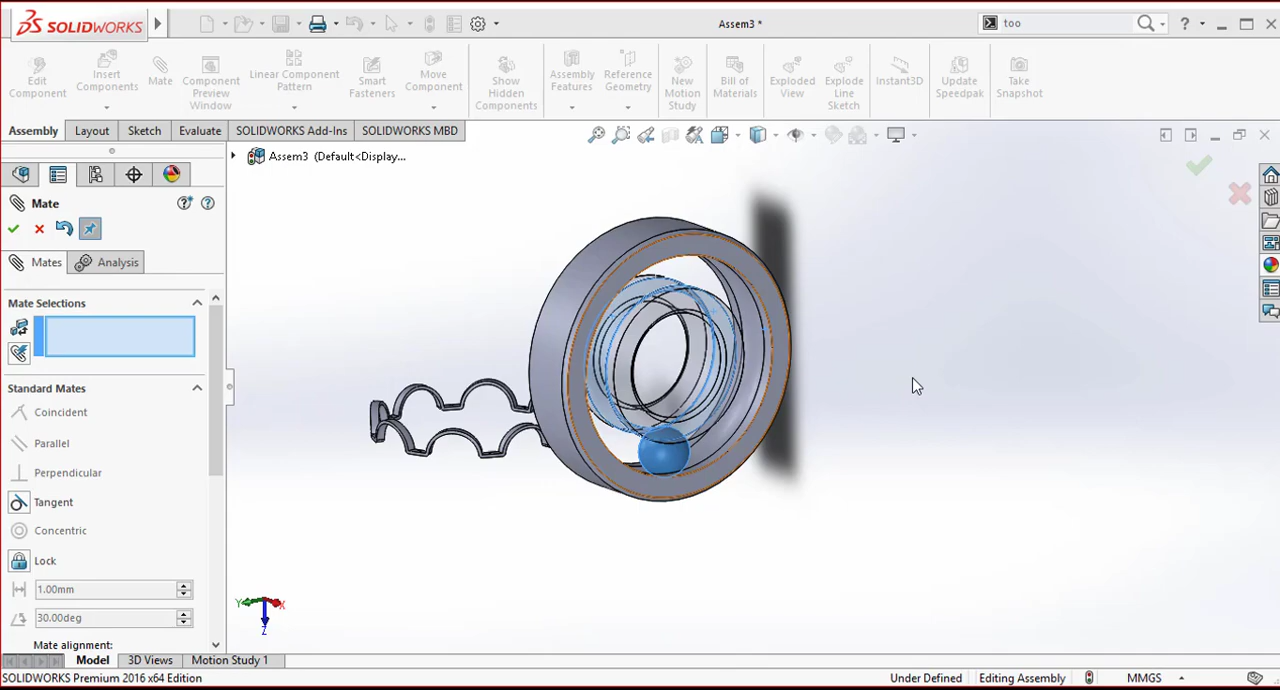 SOLIDWORKS
Assem3 *
too
?
Edit Component
Insert Components
Mate
Component Preview Window
Linear Component Pattern
Smart Fasteners
Move Component
Show Hidden Components
Assembly Features
Reference Geometry
New Motion Study
Bill of Materials
Exploded View
Explode Line Sketch
Instant3D
Update Speedpak
Take Snapshot
Assembly
Layout
Sketch
Evaluate
SOLIDWORKS Add-Ins
SOLIDWORKS MBD
Assem3 (Default<Display...
Mate
Mates
Analysis
Mate Selections
Standard Mates
Coincident
Parallel
Perpendicular
Tangent
Concentric
Lock
1.00mm
30.00deg
Mate alignment:
Y
X
Z
Model
3D Views
Motion Study 1
SOLIDWORKS Premium 2016 x64 Edition
Under Defined
Editing Assembly
MMGS